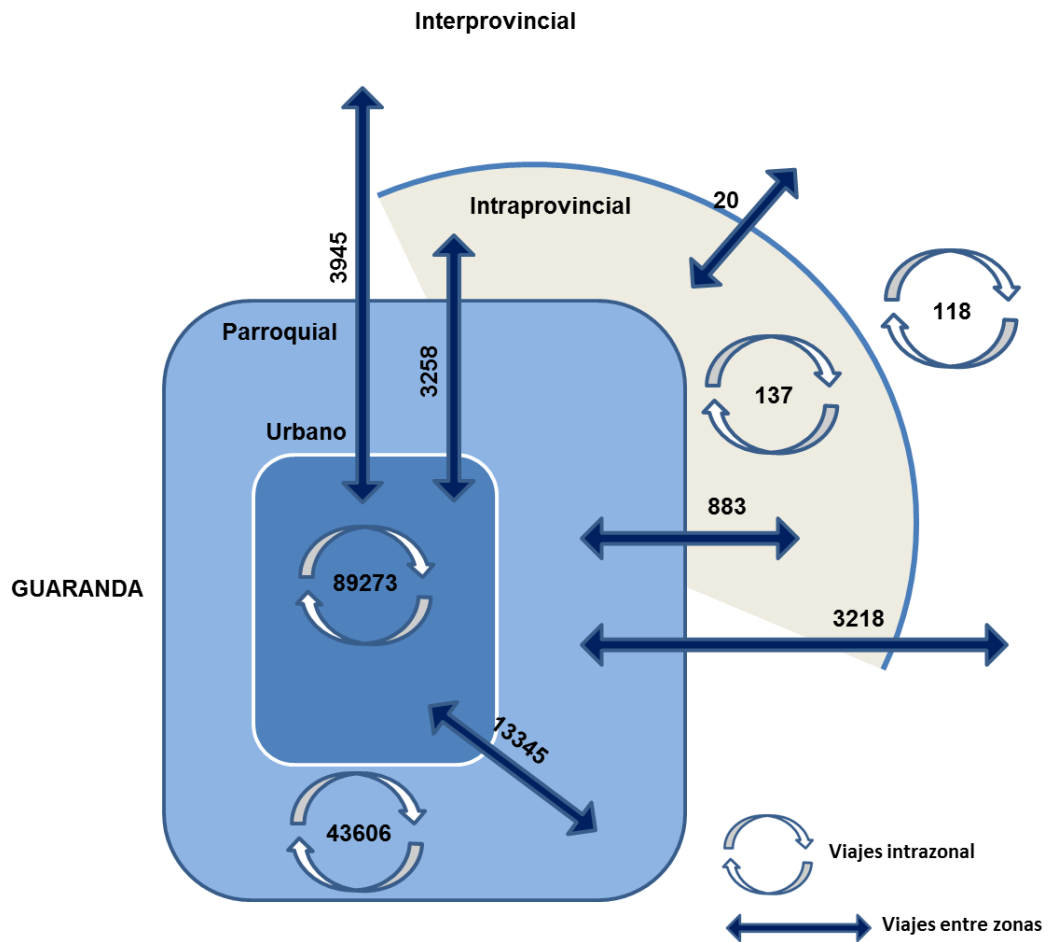 Interprovincial
20
Intraprovincial
3945
118
Parroquial
3258
137
Urbano
883
89273
GUARANDA
3218
13345
43606
Viajes intrazonal
Viajes entre zonas